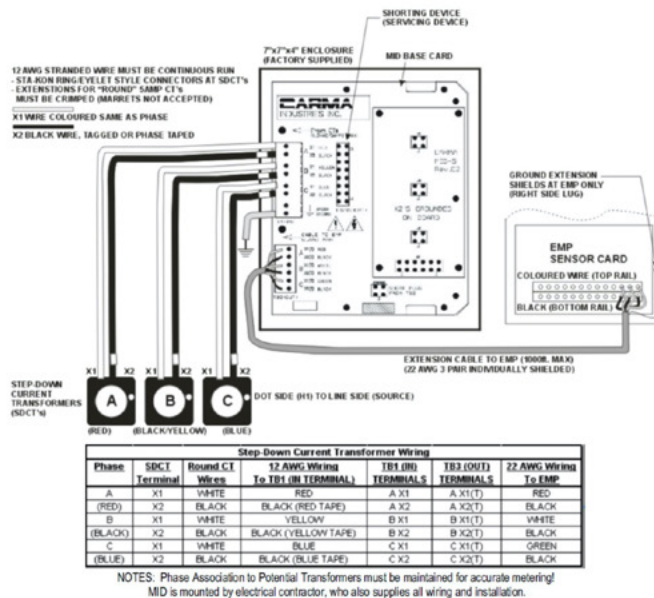 SHORTING DEVICE
(SERVICING DEVICE)
7"x7"x4" ENCLOSURE
(FACTORY SUPPLIED)
MID BASE CARD
12 AWG STRANDED WIRE MUST BE CONTINUOUS RUN
- STA-KON RING/EYELET STYLE CONNECTORS AT SDCT's
- EXTENSTIONS FOR "ROUND" 5AMP CT's
MUST BE CRIMPED (MARRETS NOT ACCEPTED)
X1 WIRE COLOURED SAME AS PHASE
X2 BLACK WIRE, TAGGED OR PHASE TAPED
CARMA
INDUSTRIES INC.
X2'S GROUNDED
ON BOARD
GROUND EXTENSION
SHIELDS AT EMP ONLY
(RIGHT SIDE LUG)
EMP
SENSOR CARD
COLOURED WIRE (TOP RAIL)
BLACK (BOTTOM RAIL)
EXTENSION CABLE TO EMP (1000ft. MAX)
(22 AWG 3 PAIR INDIVIDUALLY SHIELDED)
X1 X2 X1 X2 X1 X2
STEP-DOWN
CURRENT
TRANSFORMERS
(SDCT's)
A B C
DOT SIDE (H1) TO LINE SIDE (SOURCE)
(RED) (BLACK/YELLOW) (BLUE)
Step-Down Current Transformer Wiring
Phase SDCT Terminal Round CT Wires 12 AWG Wiring To TB1 (IN TERMINAL) TB1 (IN) TERMINALS TB3 (OUT) TERMINALS 22 AWG Wiring To EMP
A X1 WHITE RED A X1 A X1(T) RED
(RED) X2 BLACK BLACK (RED TAPE) A X2 A X2(T) BLACK
B X1 WHITE YELLOW B X1 B X1(T) WHITE
(BLACK) X2 BLACK BLACK (YELLOW TAPE) B X2 B X2(T) BLACK
C X1 WHITE BLUE C X1 C X1(T) GREEN
(BLUE) X2 BLACK BLACK (BLUE TAPE) C X2 C X2(T) BLACK
NOTES: Phase Association to Potential Transformers must be maintained for accurate metering!
MID is mounted by electrical contractor, who also supplies all wiring and installation.